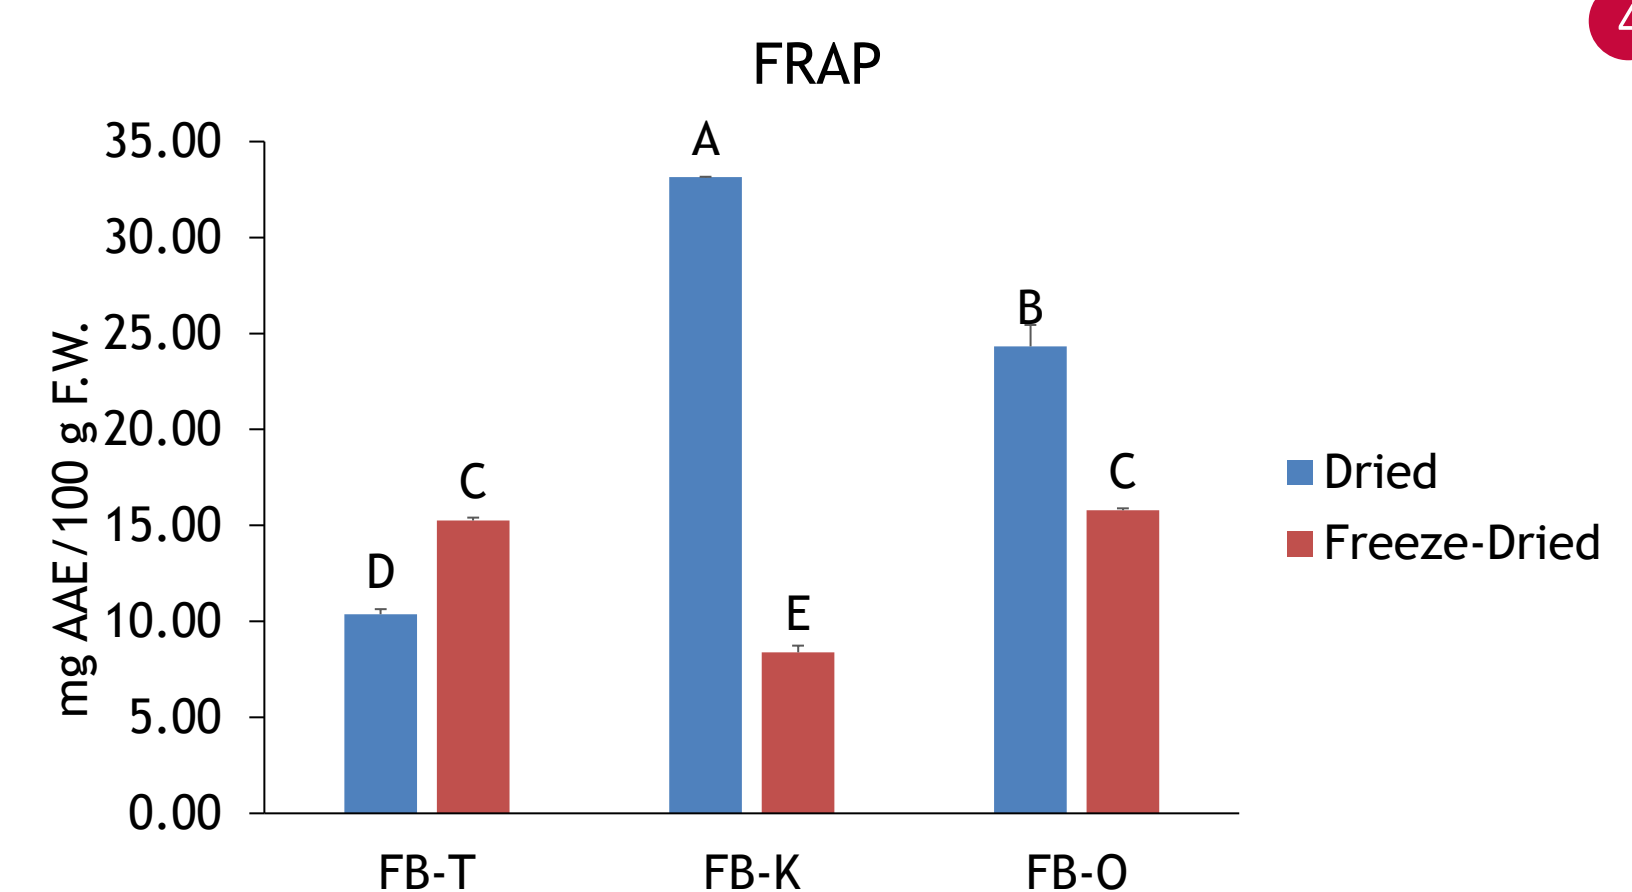 FRAP
35.00
30.00
25.00
20.00
15.00
10.00
5.00
0.00
mg AAE/100 g F.W.
A
B
C
C
D
E
FB-T
FB-K
FB-O
Dried
Freeze-Dried